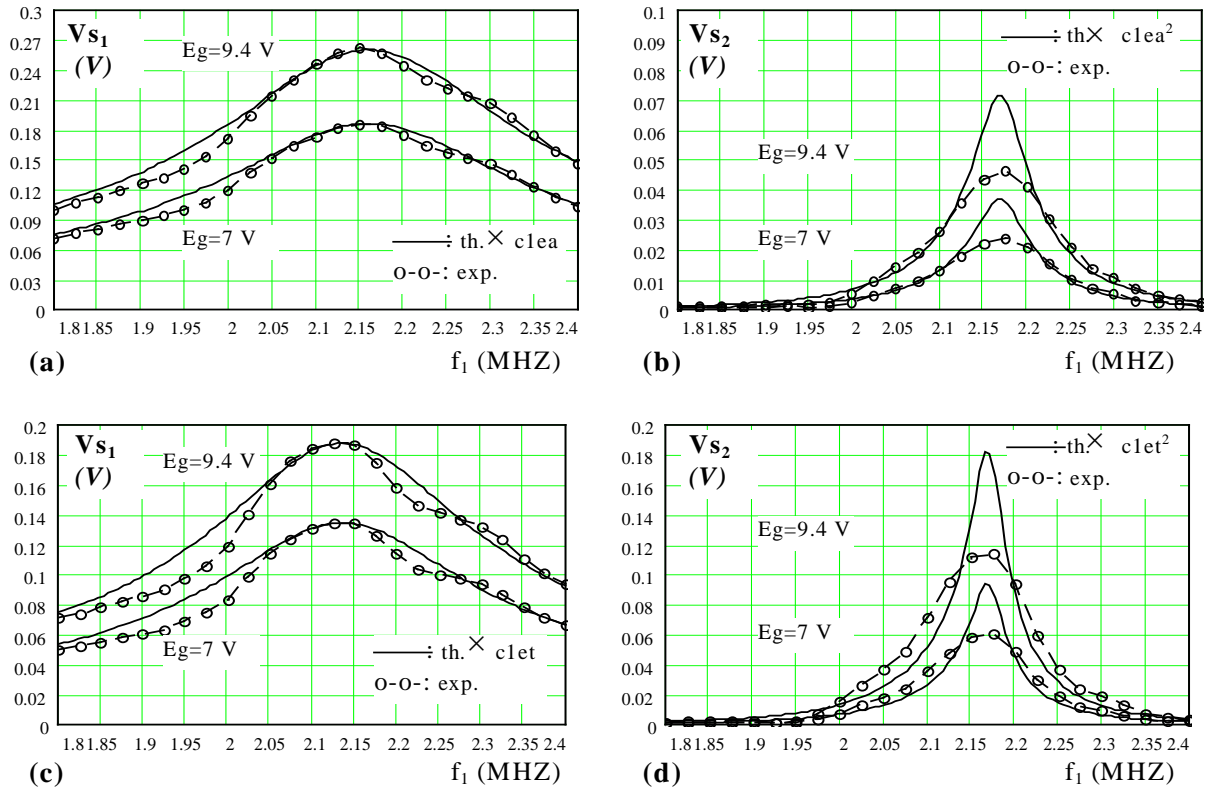 0.3
0.27
0.24
0.21
0.18
0.15
0.12
0.09
0.06
0.03
0
Vs₁
(V)
Eg=9.4 V
Eg=7 V
: th.× c1ea
o-o-: exp.
1.8 1.85 1.9 1.95 2 2.05 2.1 2.15 2.2 2.25 2.3 2.35 2.4
(a)
f₁ (MHZ)
0.1
0.09
0.08
0.07
0.06
0.05
0.04
0.03
0.02
0.01
0
Vs₂
(V)
: th.× c1ea²
o-o-: exp.
Eg=9.4 V
Eg=7 V
1.8 1.85 1.9 1.95 2 2.05 2.1 2.15 2.2 2.25 2.3 2.35 2.4
(b)
f₁ (MHZ)
0.2
0.18
0.16
0.14
0.12
0.1
0.08
0.06
0.04
0.02
0
Vs₁
(V)
Eg=9.4 V
Eg=7 V
: th.× c1et
o-o-: exp.
1.8 1.85 1.9 1.95 2 2.05 2.1 2.15 2.2 2.25 2.3 2.35 2.4
(c)
f₁ (MHZ)
0.2
0.18
0.16
0.14
0.12
0.1
0.08
0.06
0.04
0.02
0
Vs₂
(V)
: th.× c1et²
o-o-: exp.
Eg=9.4 V
Eg=7 V
1.8 1.85 1.9 1.95 2 2.05 2.1 2.15 2.2 2.25 2.3 2.35 2.4
(d)
f₁ (MHZ)